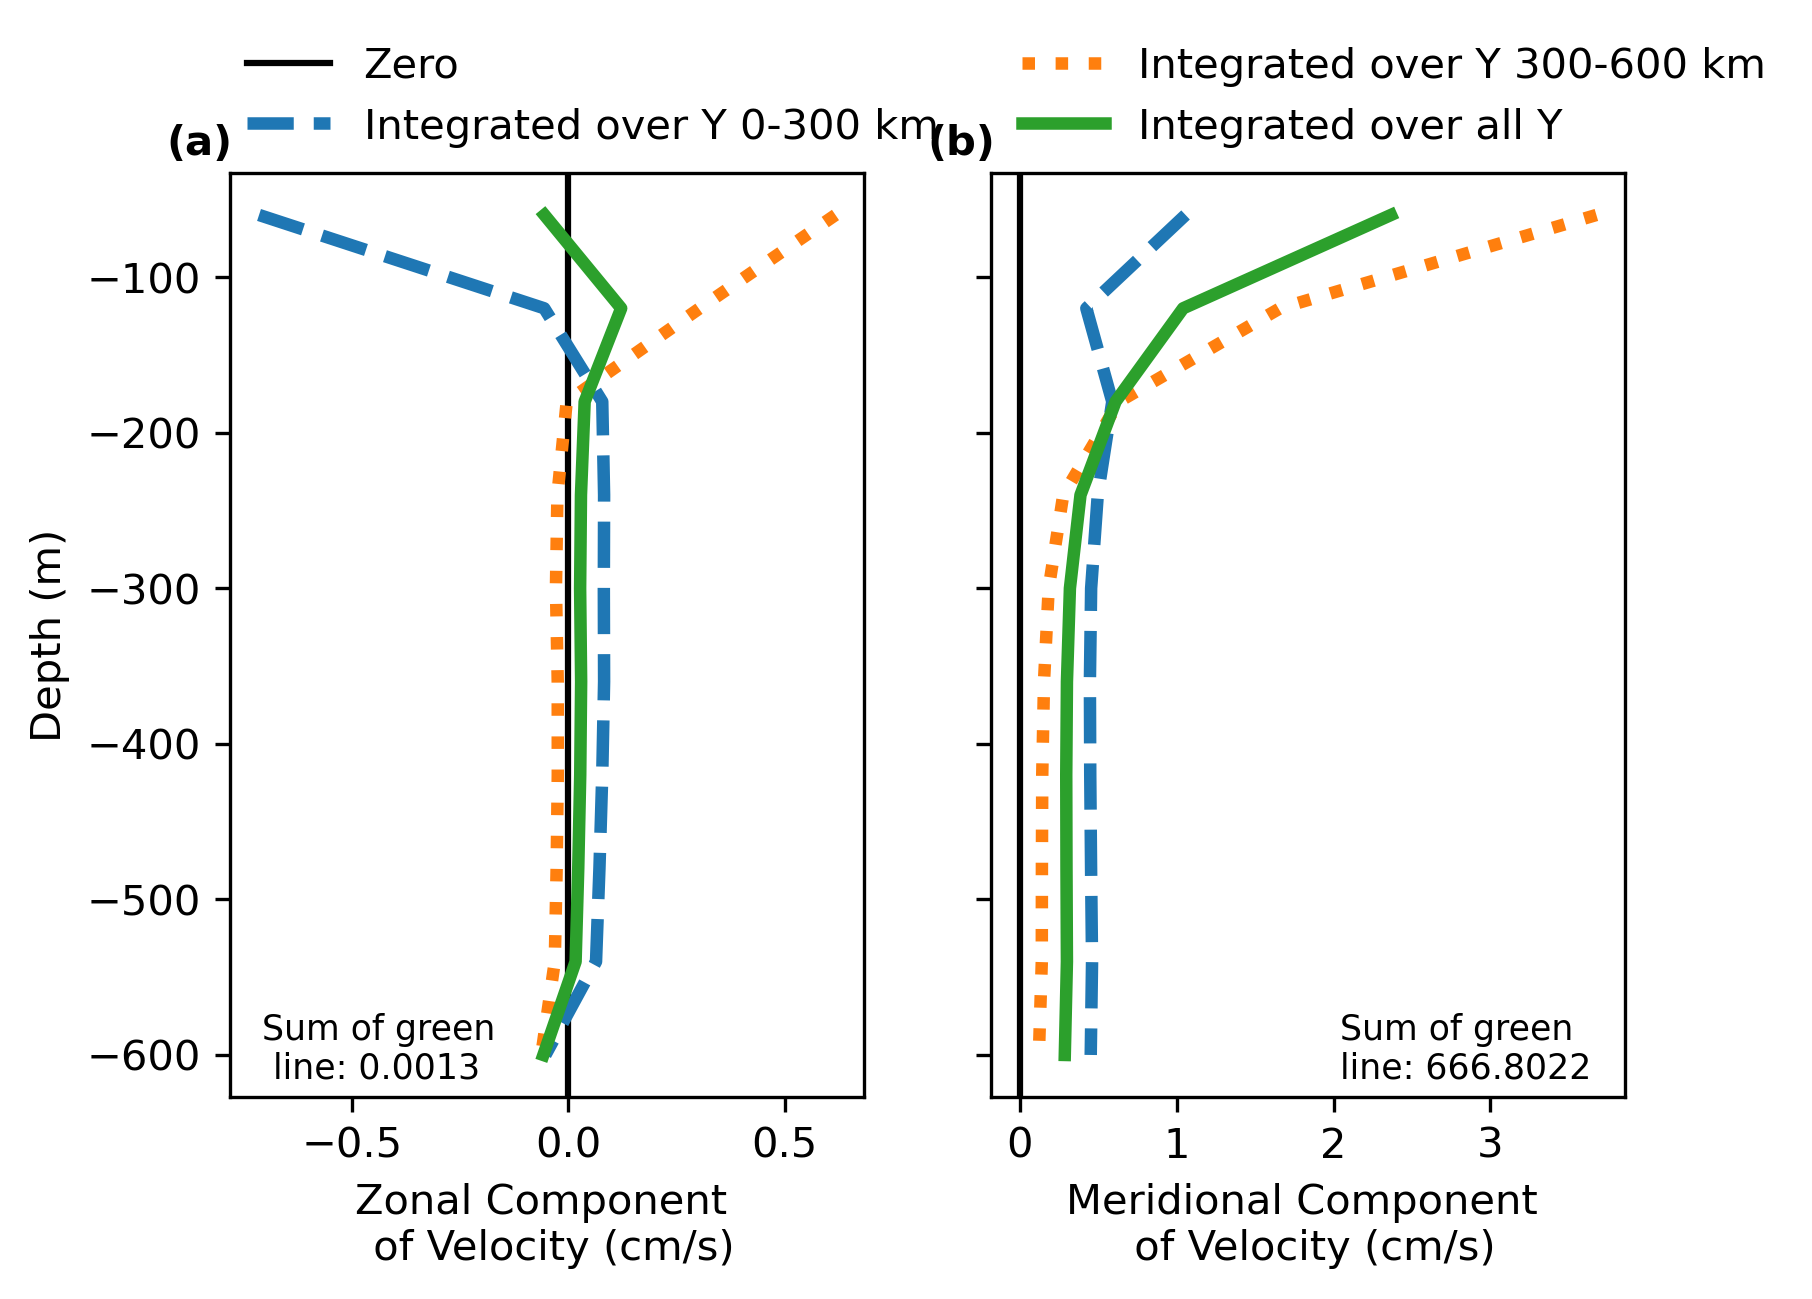 Zero
Integrated over Y 0-300 km
Integrated over Y 300-600 km
Integrated over all Y
(a)
(b)
−100
−200
−300
−400
−500
−600
Depth (m)
Sum of green
line: 0.0013
−0.5
0.0
0.5
Zonal Component
of Velocity (cm/s)
Sum of green
line: 666.8022
0
1
2
3
Meridional Component
of Velocity (cm/s)